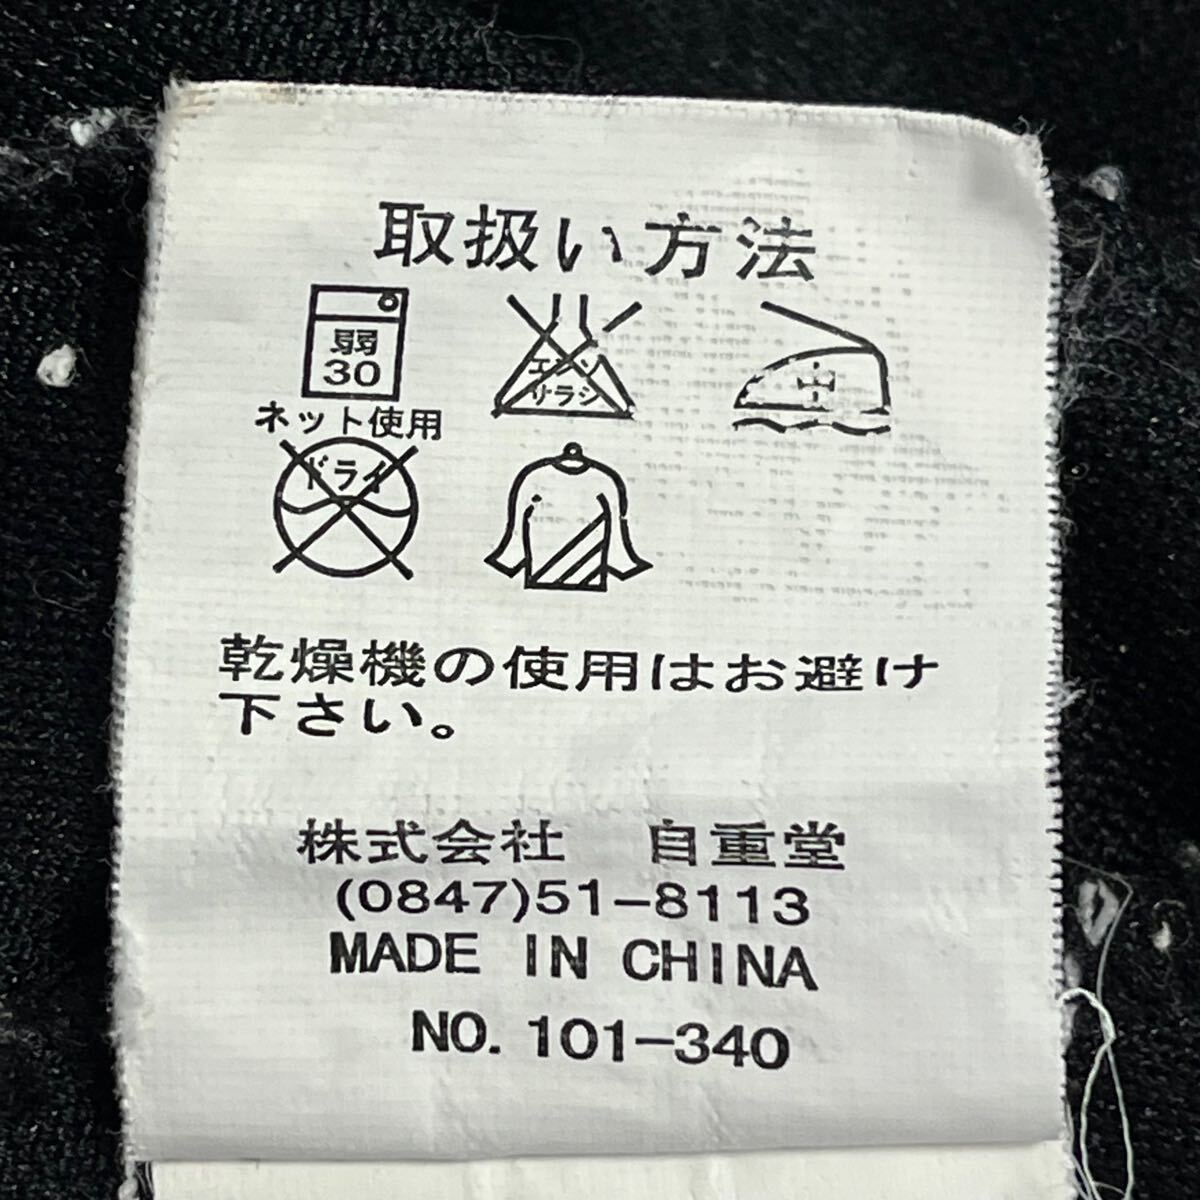 取扱い方法
弱
30
ネット使用
エンソ
サラシ
中
ドライ
乾燥機の使用はお避け
下さい。
株式会社 自重堂
(0847)51-8113
MADE IN CHINA
NO. 101-340